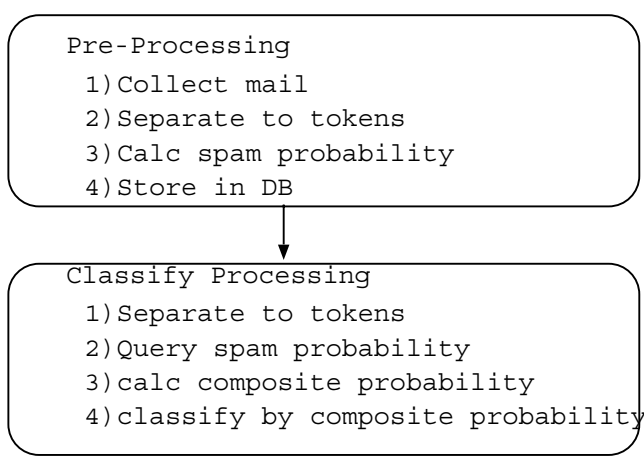 Pre-Processing
1)Collect mail
2)Separate to tokens
3)Calc spam probability
4)Store in DB
Classify Processing
1)Separate to tokens
2)Query spam probability
3)calc composite probability
4)classify by composite probability